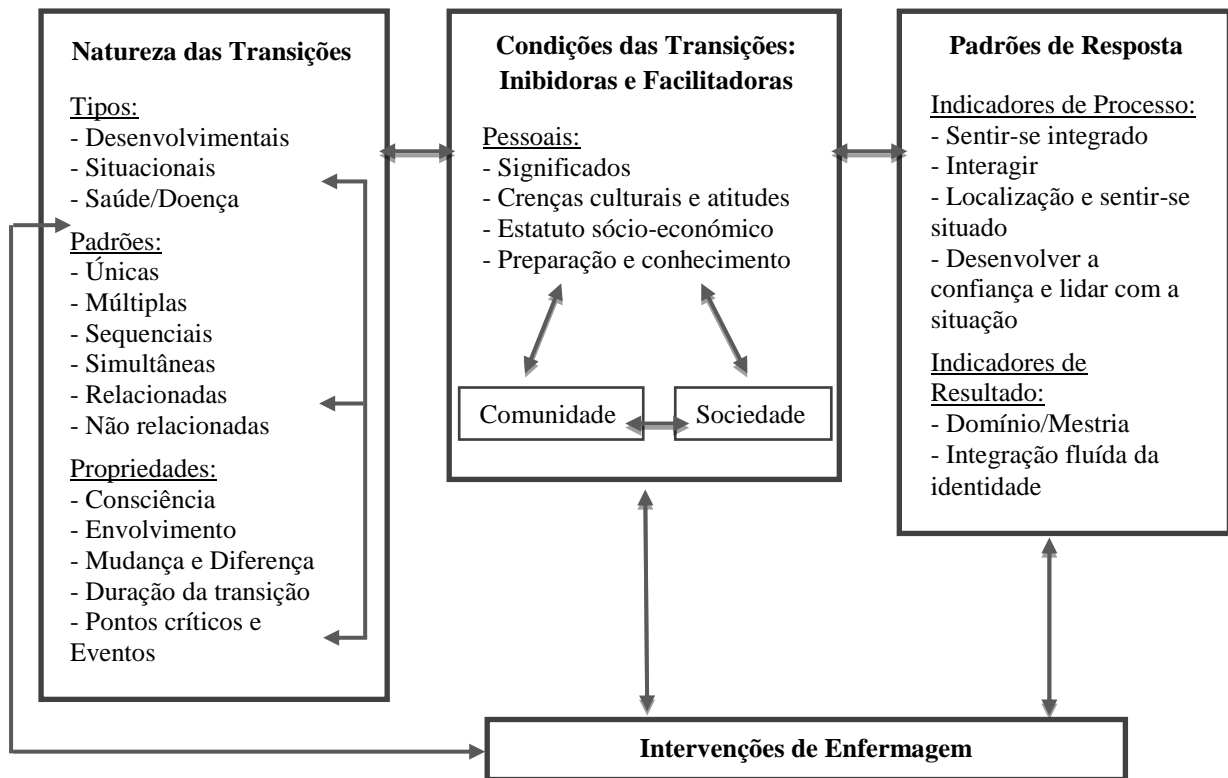 Natureza das Transições
Tipos:
- Desenvolvimentais
- Situacionais
- Saúde/Doença
Padrões:
- Únicas
- Múltiplas
- Sequenciais
- Simultâneas
- Relacionadas
- Não relacionadas
Propriedades:
- Consciência
- Envolvimento
- Mudança e Diferença
- Duração da transição
- Pontos críticos e
Eventos
Condições das Transições:
Inibidoras e Facilitadoras
Pessoais:
- Significados
- Crenças culturais e atitudes
- Estatuto sócio-económico
- Preparação e conhecimento
Comunidade
Sociedade
Padrões de Resposta
Indicadores de Processo:
- Sentir-se integrado
- Interagir
- Localização e sentir-se
situado
- Desenvolver a
confiança e lidar com a
situação
Indicadores de
Resultado:
- Domínio/Mestria
- Integração fluída da
identidade
Intervenções de Enfermagem